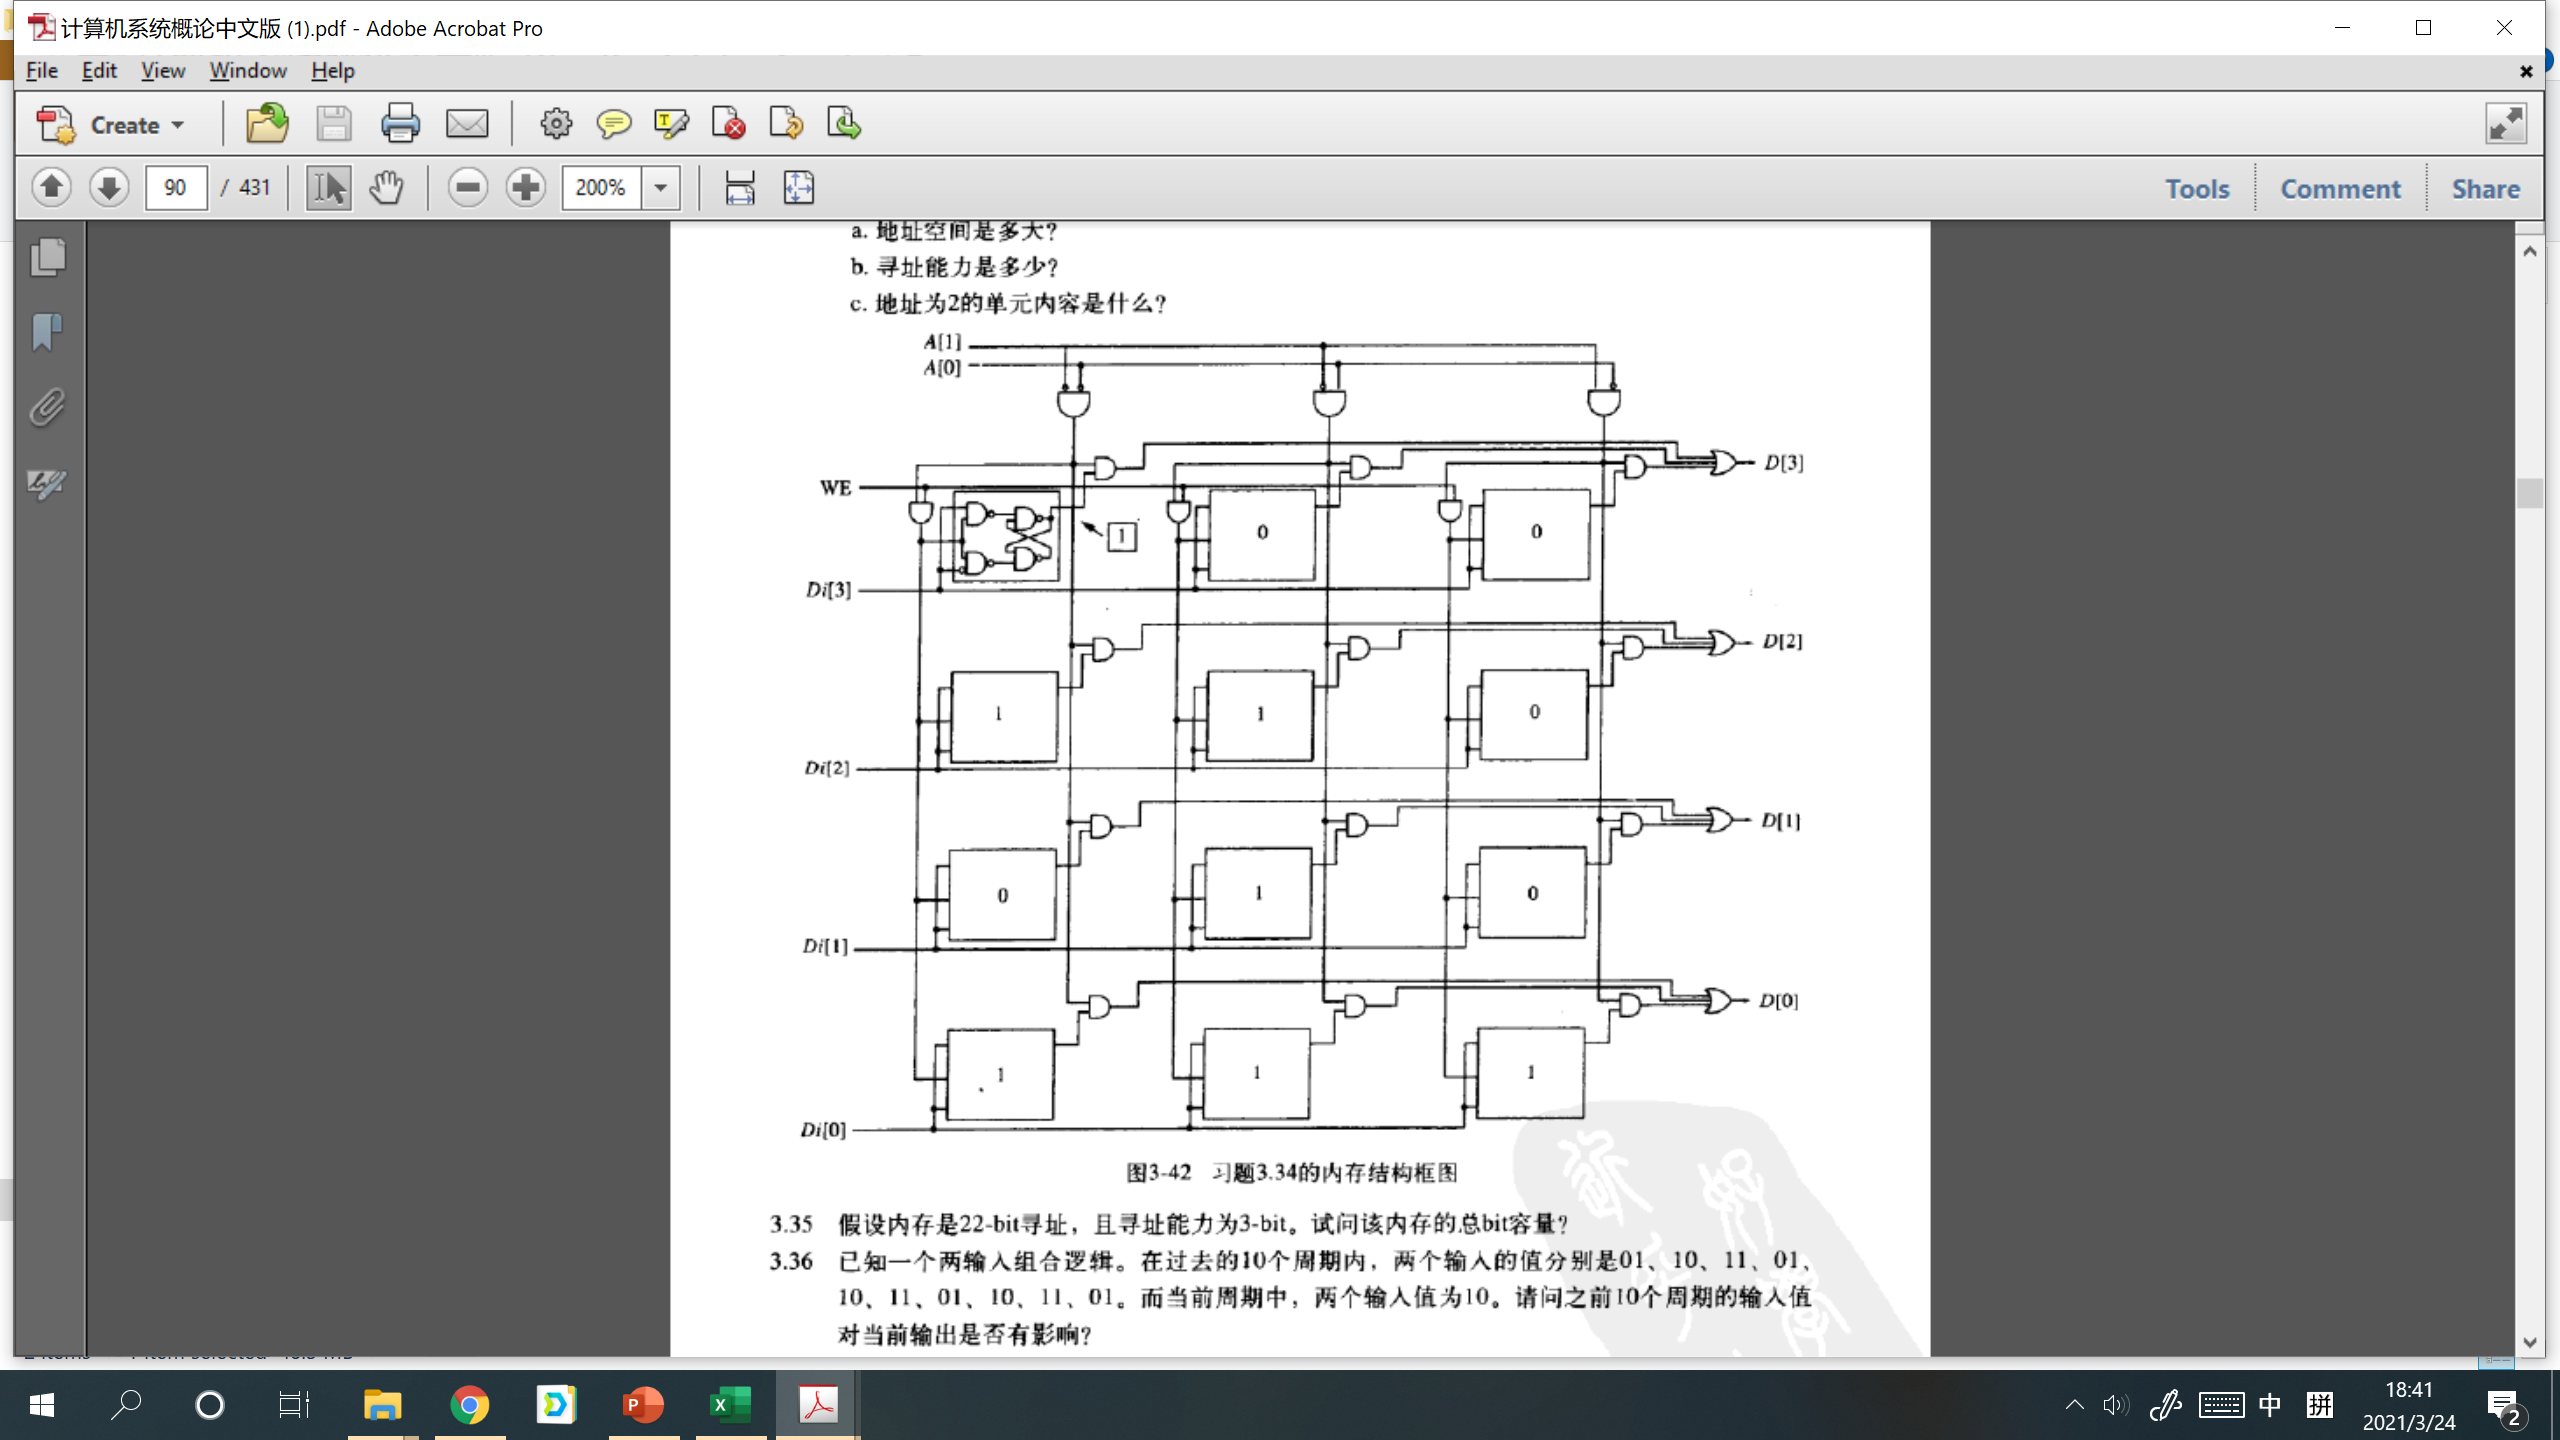 计算机系统概论中文版 (1).pdf - Adobe Acrobat Pro
File Edit View Window Help
Create
90 / 431 200% Tools Comment Share
a. 地址空间是多大?
b. 寻址能力是多少?
c. 地址为2的单元内容是什么?
A[1]
A[0]
D[3]
WE
1 0 0
Di[3]
D[2]
1 1 0
Di[2]
D[1]
0 1 0
Di[1]
D[0]
1 1 1
Di[0]
图3-42 习题3.34的内存结构框图
3.35 假设内存是22-bit寻址，且寻址能力为3-bit。试问该内存的总bit容量?
3.36 已知一个两输入组合逻辑。在过去的10个周期内，两个输入的值分别是01、10、11、01、
10、11、01、10、11、01。而当前周期中，两个输入值为10。请问之前10个周期的输入值
对当前输出是否有影响?
中 拼 18:41
2021/3/24 2